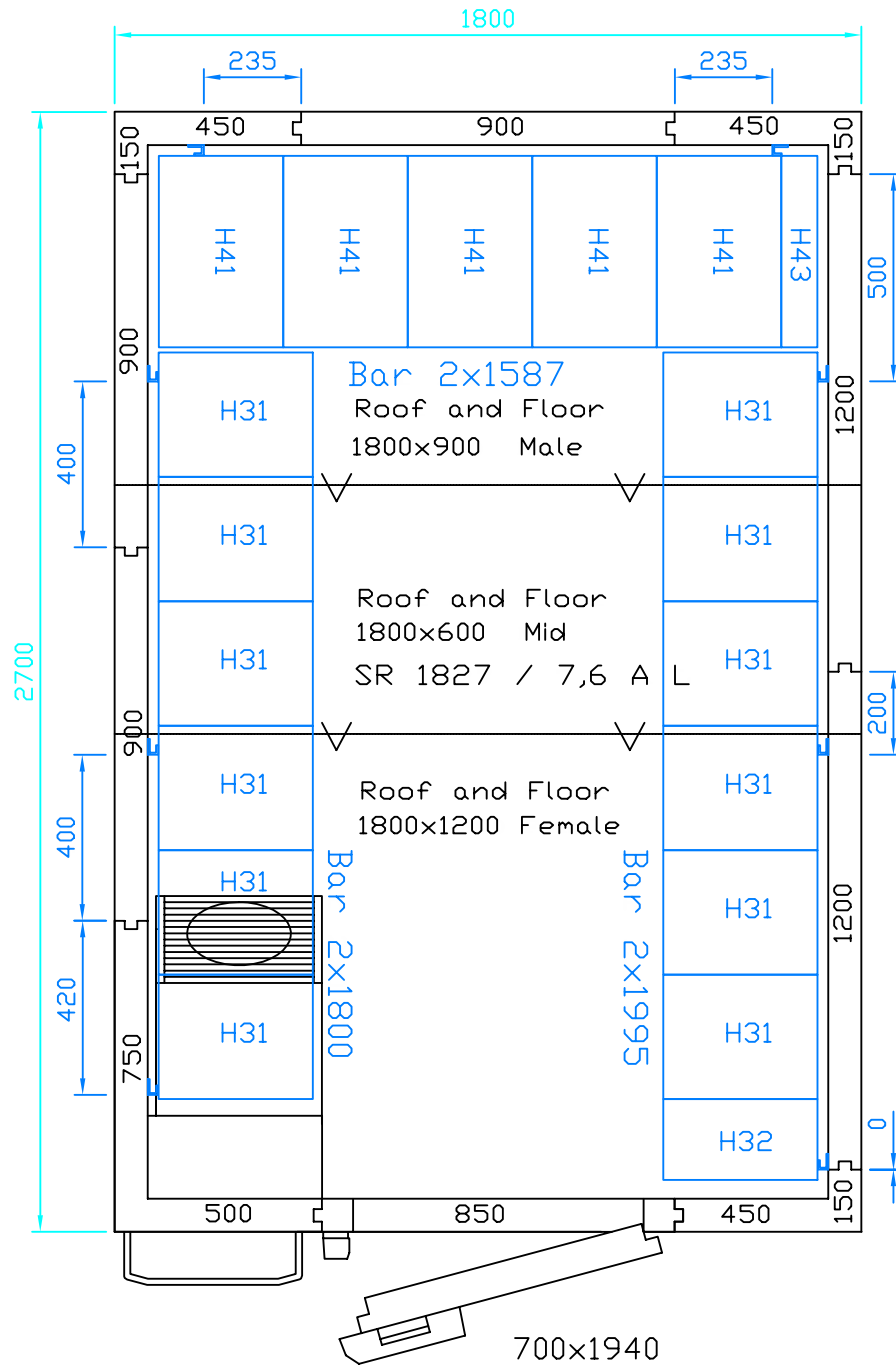 1800
235
235
450
900
450
150
150
H41
H41
H41
H41
H41
H43
500
900
Bar 2x1587
H31
Roof and Floor
H31
1200
1800x900 Male
400
H31
H31
Roof and Floor
1800x600 Mid
2700
H31
SR 1827 / 7,6 A L
H31
200
900
H31
Roof and Floor
H31
1800x1200 Female
400
H31
Bar 2x1800
Bar 2x1995
H31
1200
420
750
H31
H31
H32
0
500
850
450
150
700x1940